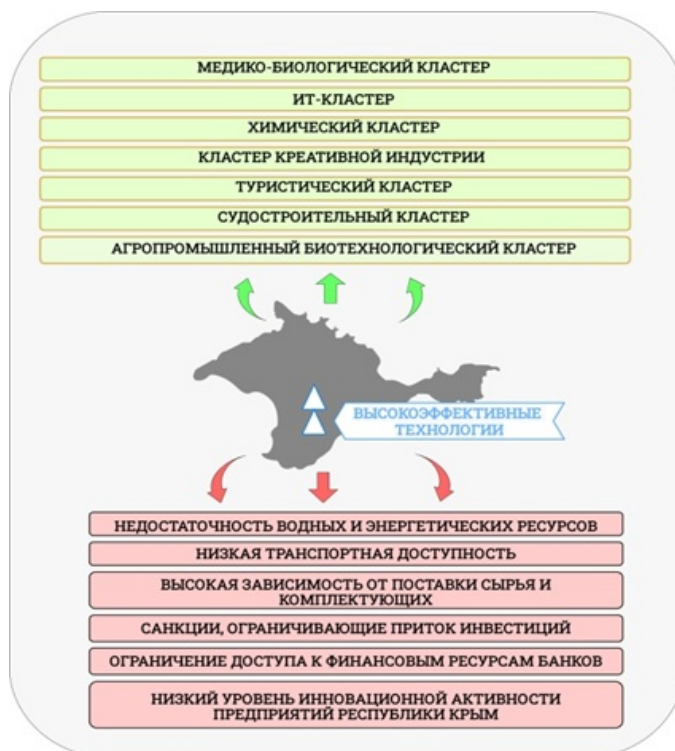 МЕДИКО-БИОЛОГИЧЕСКИЙ КЛАСТЕР
ИТ-КЛАСТЕР
ХИМИЧЕСКИЙ КЛАСТЕР
КЛАСТЕР КРЕАТИВНОЙ ИНДУСТРИИ
ТУРИСТИЧЕСКИЙ КЛАСТЕР
СУДОСТРОИТЕЛЬНЫЙ КЛАСТЕР
АГРОПРОМЫШЛЕННЫЙ БИОТЕХНОЛОГИЧЕСКИЙ КЛАСТЕР
ВЫСОКОЭФФЕКТИВНЫЕ
ТЕХНОЛОГИИ
НЕДОСТАТОЧНОСТЬ ВОДНЫХ И ЭНЕРГЕТИЧЕСКИХ РЕСУРСОВ
НИЗКАЯ ТРАНСПОРТНАЯ ДОСТУПНОСТЬ
ВЫСОКАЯ ЗАВИСИМОСТЬ ОТ ПОСТАВКИ СЫРЬЯ И
КОМПЛЕКТУЮЩИХ
САНКЦИИ, ОГРАНИЧИВАЮЩИЕ ПРИТОК ИНВЕСТИЦИЙ
ОГРАНИЧЕНИЕ ДОСТУПА К ФИНАНСОВЫМ РЕСУРСАМ БАНКОВ
НИЗКИЙ УРОВЕНЬ ИННОВАЦИОННОЙ АКТИВНОСТИ
ПРЕДПРИЯТИЙ РЕСПУБЛИКИ КРЫМ